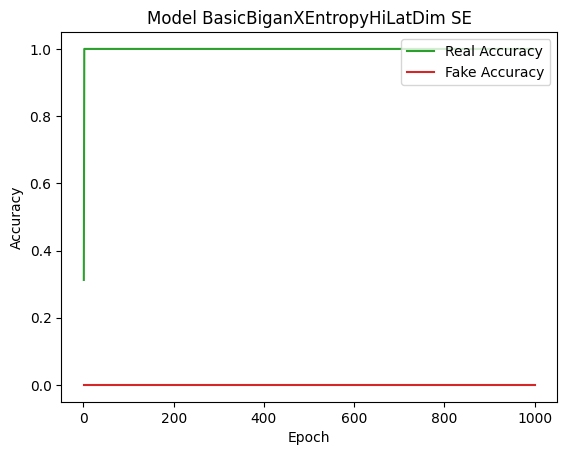 Model BasicBiganXEntropyHiLatDim SE
Real Accuracy
Fake Accuracy
Accuracy
1.0
0.8
0.6
0.4
0.2
0.0
0
200
400
600
800
1000
Epoch